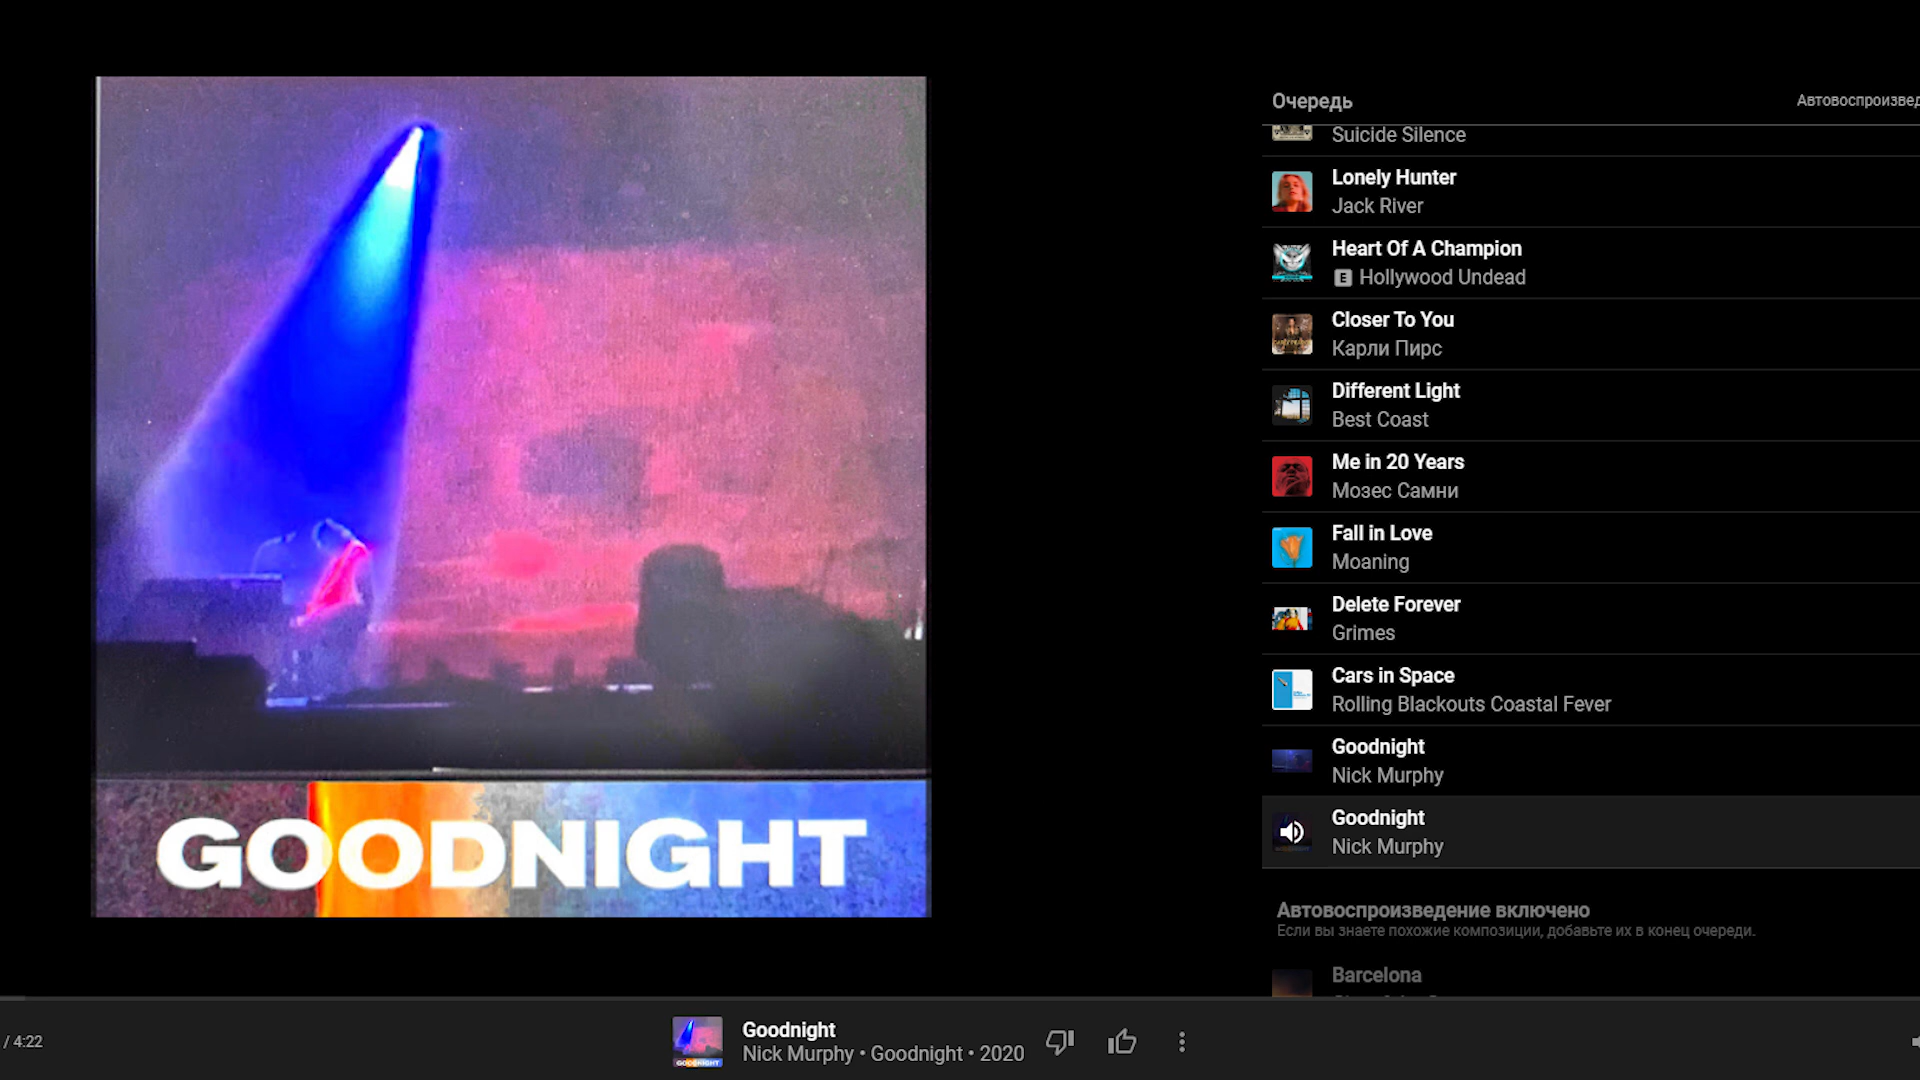 Очередь
Автовоспроизвед
Suicide Silence
Lonely Hunter
Jack River
Heart Of A Champion
E Hollywood Undead
Closer To You
Карли Пирс
Different Light
Best Coast
Me in 20 Years
Мозес Самни
Fall in Love
Moaning
Delete Forever
Grimes
Cars in Space
Rolling Blackouts Coastal Fever
Goodnight
Nick Murphy
Goodnight
Nick Murphy
Автовоспроизведение включено
Если вы знаете похожие композиции, добавьте их в конец очереди.
Barcelona
GOODNIGHT
/ 4:22
GOODNIGHT
Goodnight
Nick Murphy • Goodnight • 2020